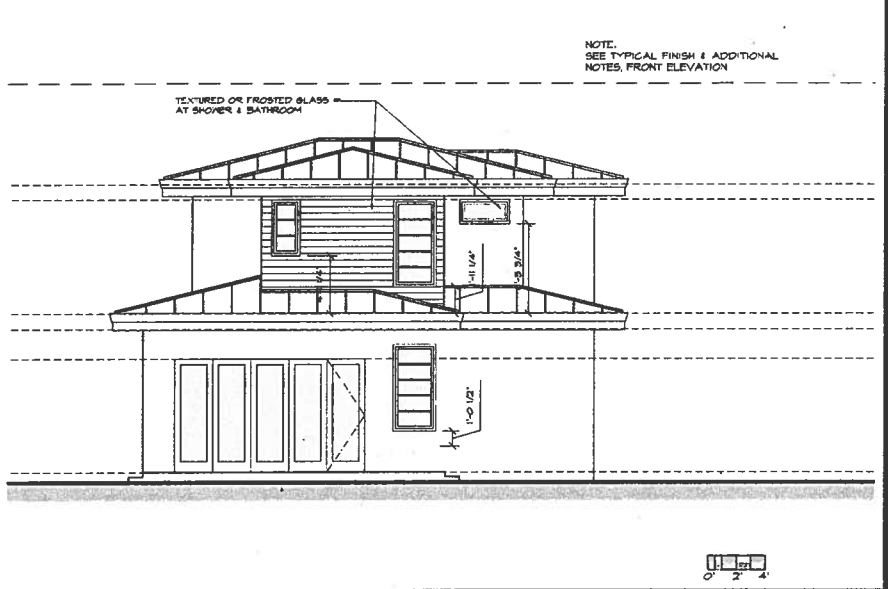 NOTE.
SEE TYPICAL FINISH & ADDITIONAL
NOTES, FRONT ELEVATION
TEXTURED OR FROSTED GLASS
AT SHOWER & BATHROOM
1'-0 1/2"
0' 2' 4'